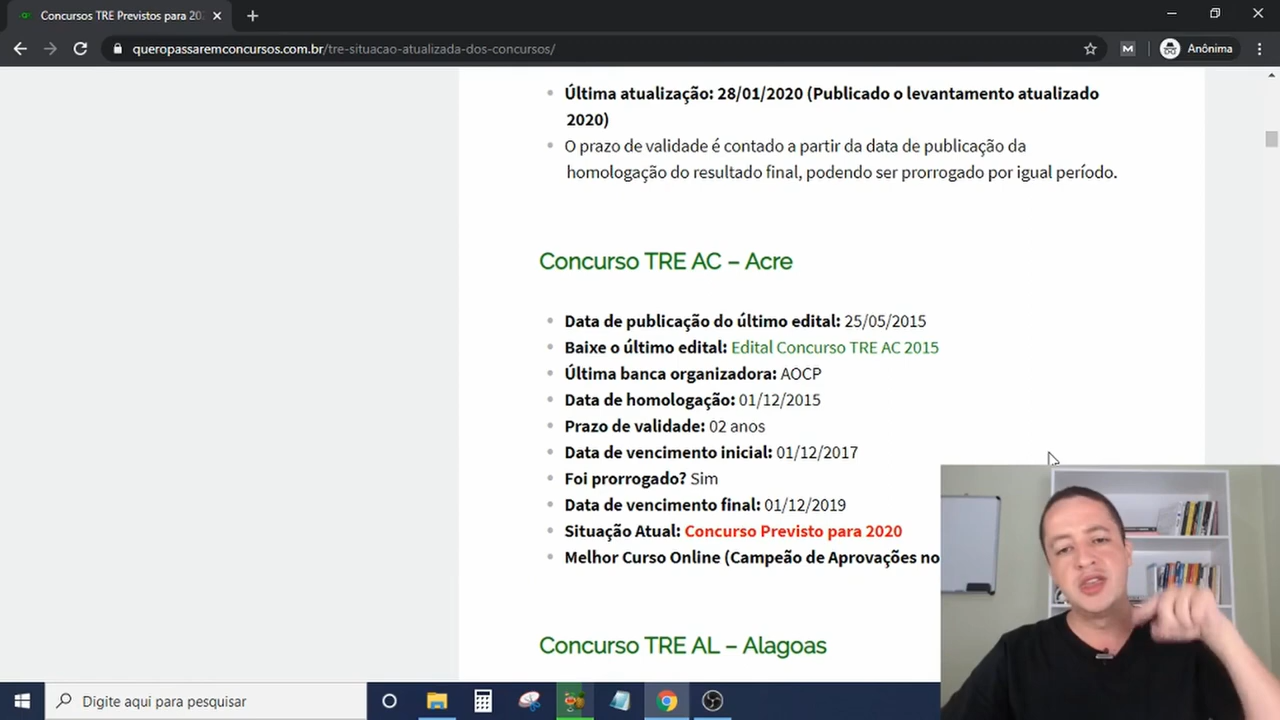 Concursos TRE Previstos para 20
queropassaremconcursos.com.br/tre-situacao-atualizada-dos-concursos/
Anônima
Última atualização: 28/01/2020 (Publicado o levantamento atualizado
2020)
O prazo de validade é contado a partir da data de publicação da
homologação do resultado final, podendo ser prorrogado por igual período.
Concurso TRE AC – Acre
Data de publicação do último edital: 25/05/2015
Baixe o último edital: Edital Concurso TRE AC 2015
Última banca organizadora: AOCP
Data de homologação: 01/12/2015
Prazo de validade: 02 anos
Data de vencimento inicial: 01/12/2017
Foi prorrogado? Sim
Data de vencimento final: 01/12/2019
Situação Atual: Concurso Previsto para 2020
Melhor Curso Online (Campeão de Aprovações no
Concurso TRE AL – Alagoas
Digite aqui para pesquisar